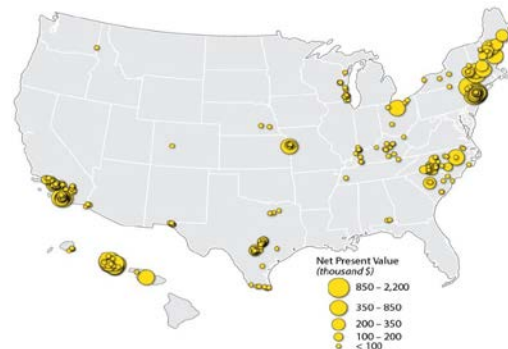 Net Present Value
(thousand $)
850 – 2,200
350 – 850
200 – 350
100 – 200
< 100